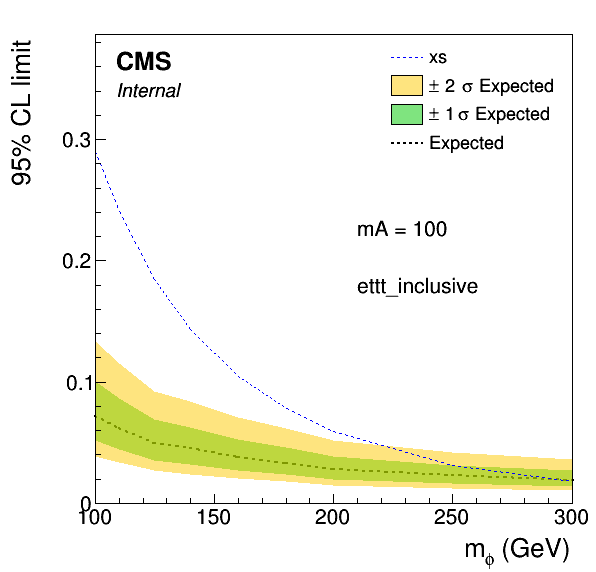 95% CL limit
CMS
Internal
xs
± 2 σ Expected
± 1 σ Expected
Expected
mA = 100
ettt_inclusive
0.3
0.2
0.1
0
100 150 200 250 300
mϕ (GeV)